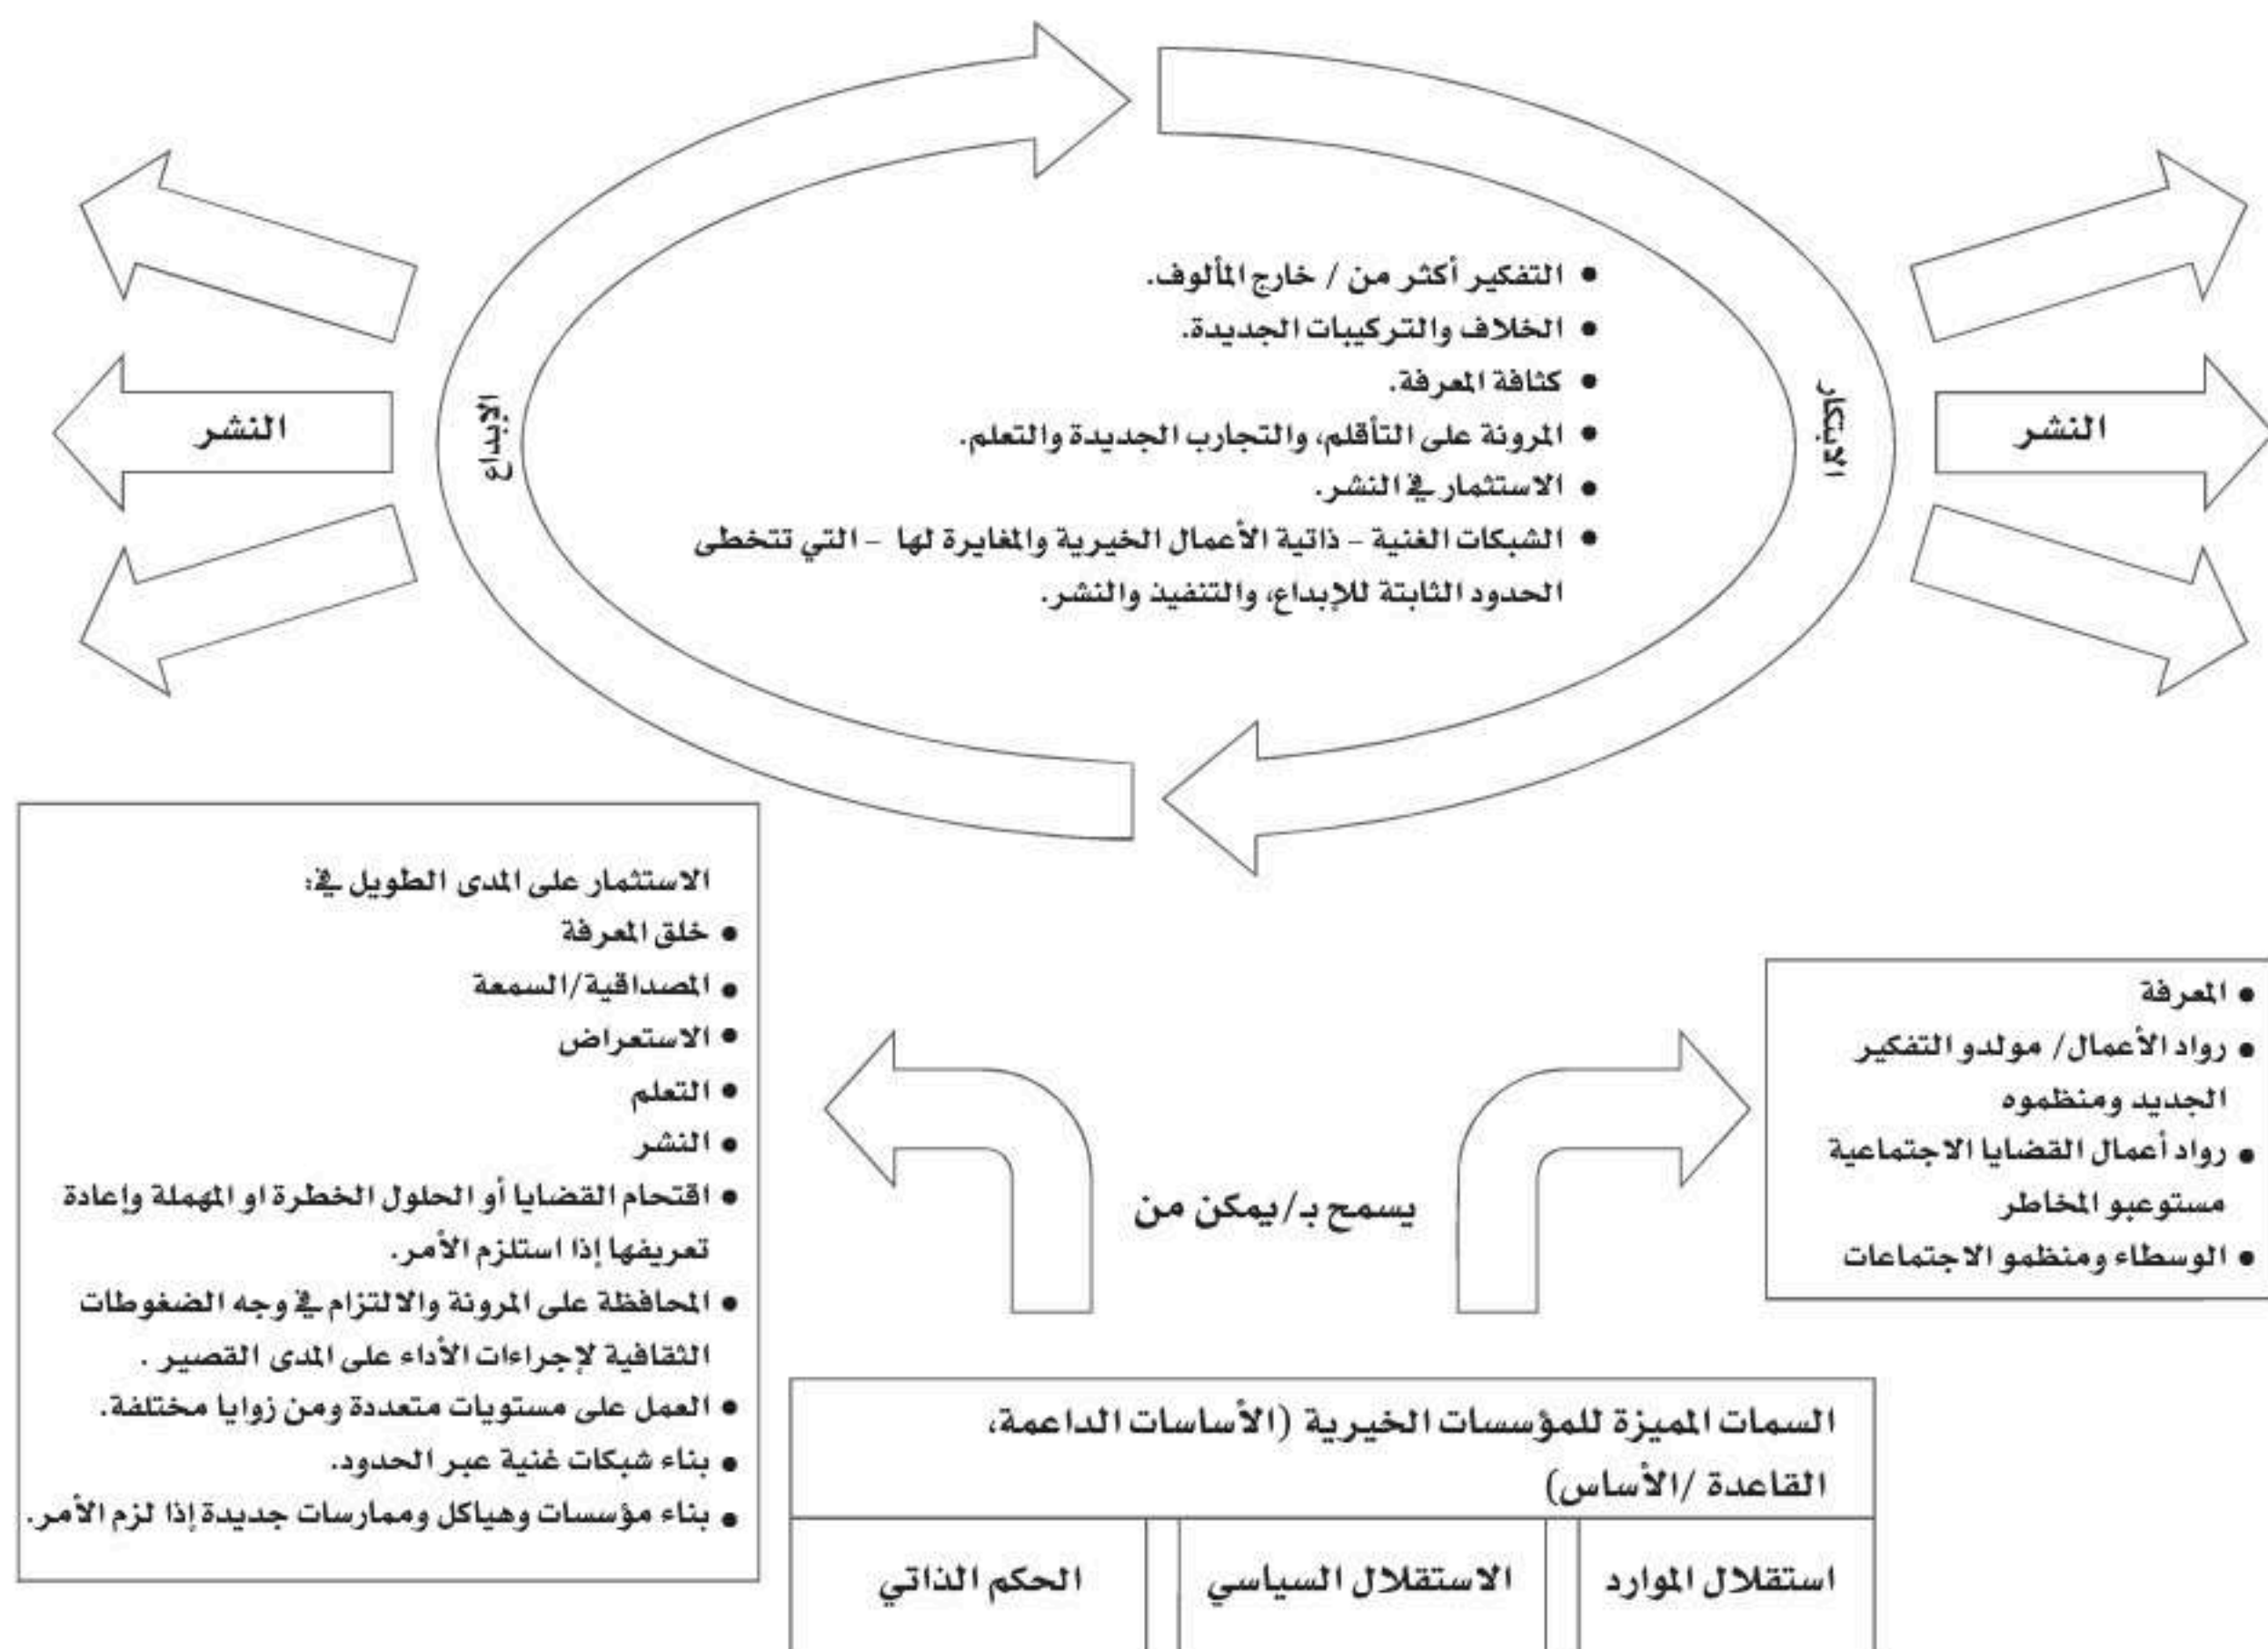 ● التفكير أكثر من / خارج المألوف.
● الخلاف والتركيبات الجديدة.
● كثافة المعرفة.
● المرونة على التأقلم، والتجارب الجديدة والتعلم.
● الاستثمار في النشر.
● الشبكات الغنية - ذاتية الأعمال الخيرية والمغايرة لها - التي تتخطى
الحدود الثابتة للإبداع، والتنفيذ والنشر.
الابتكار
الابداع
النشر
النشر
● المعرفة
● رواد الأعمال/ مولدو التفكير
الجديد ومنظموه
● رواد أعمال القضايا الاجتماعية
مستوعبو المخاطر
● الوسطاء ومنظمو الاجتماعات
يسمح بـ/يمكن من
الاستثمار على المدى الطويل في:
● خلق المعرفة
● المصداقية/السمعة
● الاستعراض
● التعلم
● النشر
● اقتحام القضايا أو الحلول الخطرة او المهملة وإعادة
تعريفها إذا استلزم الأمر.
● المحافظة على المرونة والالتزام في وجه الضغوطات
الثقافية لإجراءات الأداء على المدى القصير .
● العمل على مستويات متعددة ومن زوايا مختلفة.
● بناء شبكات غنية عبر الحدود.
● بناء مؤسسات وهياكل وممارسات جديدة إذا لزم الأمر.
السمات المميزة للمؤسسات الخيرية (الأساسات الداعمة،
القاعدة /الأساس)
استقلال الموارد
الاستقلال السياسي
الحكم الذاتي